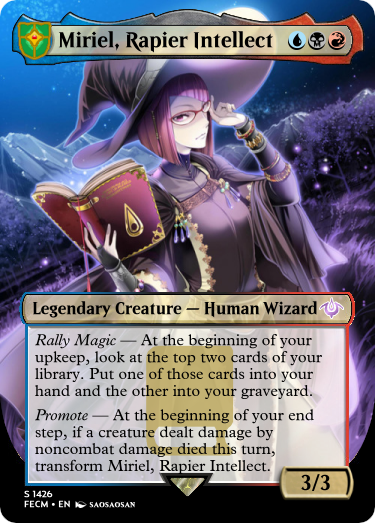 Miriel, Rapier Intellect
Legendary Creature — Human Wizard
Rally Magic — At the beginning of your
upkeep, look at the top two cards of your
library. Put one of those cards into your
hand and the other into your graveyard.
Promote — At the beginning of your end
step, if a creature dealt damage by
noncombat damage died this turn,
transform Miriel, Rapier Intellect.
3/3
S 1426
FECM • EN SAOSAOSAN